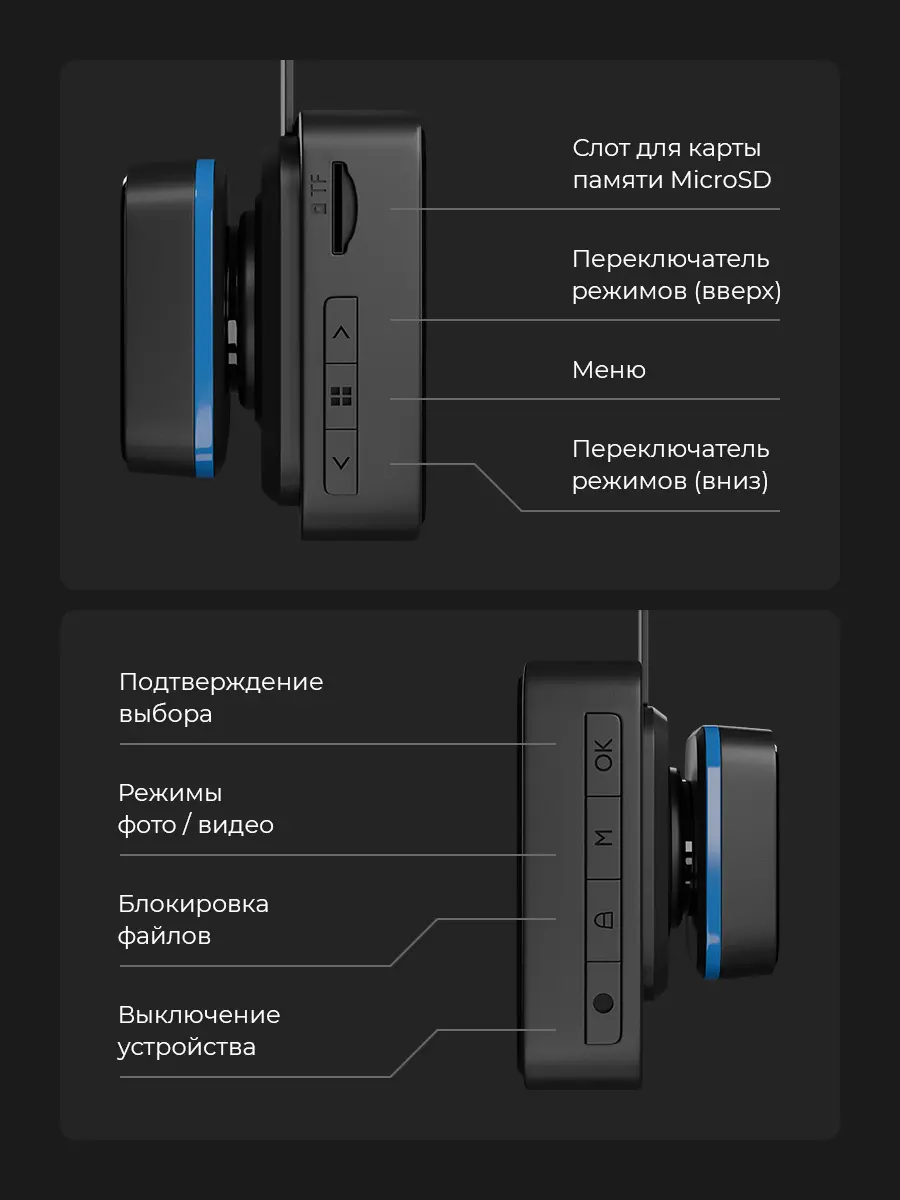 Слот для карты
памяти MicroSD
TF
Переключатель
режимов (вверх)
Меню
Переключатель
режимов (вниз)
Подтверждение
выбора
OK
Режимы
фото / видео
M
Блокировка
файлов
Выключение
устройства